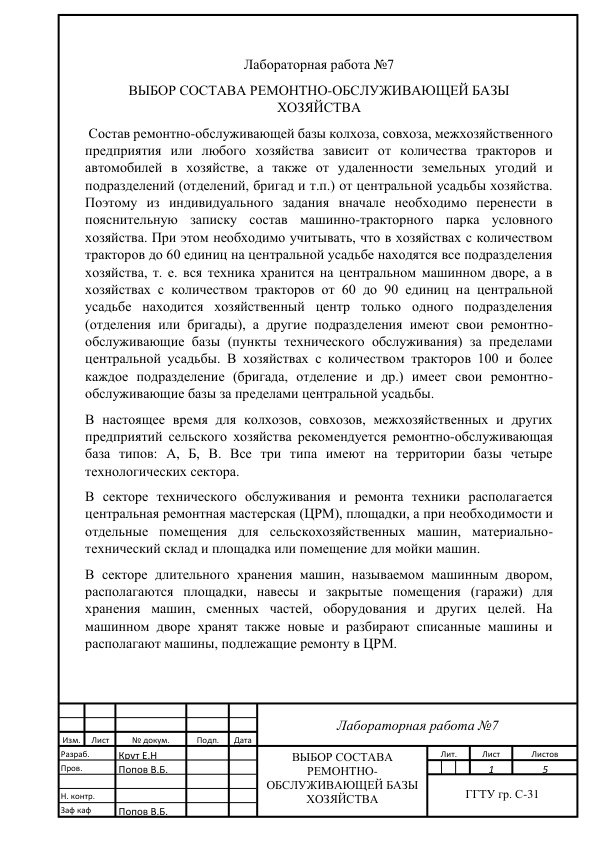 Лабораторная работа №7
ВЫБОР СОСТАВА РЕМОНТНО-ОБСЛУЖИВАЮЩЕЙ БАЗЫ
ХОЗЯЙСТВА
Состав ремонтно-обслуживающей базы колхоза, совхоза, межхозяйственного
предприятия или любого хозяйства зависит от количества тракторов и
автомобилей в хозяйстве, а также от удаленности земельных угодий и
подразделений (отделений, бригад и т.п.) от центральной усадьбы хозяйства.
Поэтому из индивидуального задания вначале необходимо перенести в
пояснительную записку состав машинно-тракторного парка условного
хозяйства. При этом необходимо учитывать, что в хозяйствах с количеством
тракторов до 60 единиц на центральной усадьбе находятся все подразделения
хозяйства, т. е. вся техника хранится на центральном машинном дворе, а в
хозяйствах с количеством тракторов от 60 до 90 единиц на центральной
усадьбе находится хозяйственный центр только одного подразделения
(отделения или бригады), а другие подразделения имеют свои ремонтно-
обслуживающие базы (пункты технического обслуживания) за пределами
центральной усадьбы. В хозяйствах с количеством тракторов 100 и более
каждое подразделение (бригада, отделение и др.) имеет свои ремонтно-
обслуживающие базы за пределами центральной усадьбы.
В настоящее время для колхозов, совхозов, межхозяйственных и других
предприятий сельского хозяйства рекомендуется ремонтно-обслуживающая
база типов: А, Б, В. Все три типа имеют на территории базы четыре
технологических сектора.
В секторе технического обслуживания и ремонта техники располагается
центральная ремонтная мастерская (ЦРМ), площадки, а при необходимости и
отдельные помещения для сельскохозяйственных машин, материально-
технический склад и площадка или помещение для мойки машин.
В секторе длительного хранения машин, называемом машинным двором,
располагаются площадки, навесы и закрытые помещения (гаражи) для
хранения машин, сменных частей, оборудования и других целей. На
машинном дворе хранят также новые и разбирают списанные машины и
располагают машины, подлежащие ремонту в ЦРМ.
Лабораторная работа №7
Изм. Лист № докум. Подп. Дата
Разраб. Крут Е.Н
Пров. Попов В.Б.
Н. контр.
Заф каф Попов В.Б.
ВЫБОР СОСТАВА
РЕМОНТНО-
ОБСЛУЖИВАЮЩЕЙ БАЗЫ
ХОЗЯЙСТВА
Лит. Лист Листов
1 5
ГГТУ гр. С-31